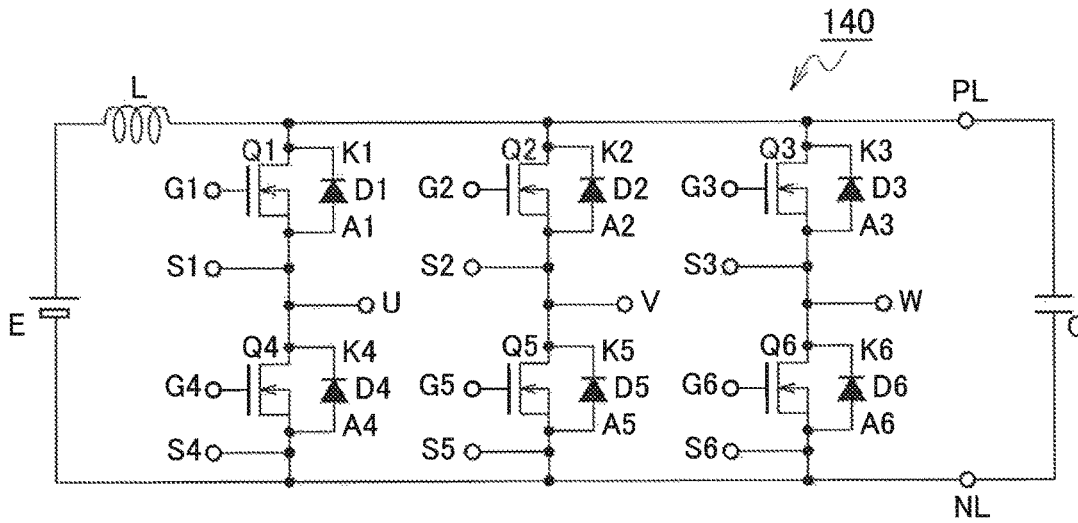 140
L
PL
Q1 K1 Q2 K2 Q3 K3
G1 D1 G2 D2 G3 D3
A1 A2 A3
S1 S2 S3
E U V W C
Q4 K4 Q5 K5 Q6 K6
G4 D4 G5 D5 G6 D6
A4 A5 A6
S4 S5 S6
NL